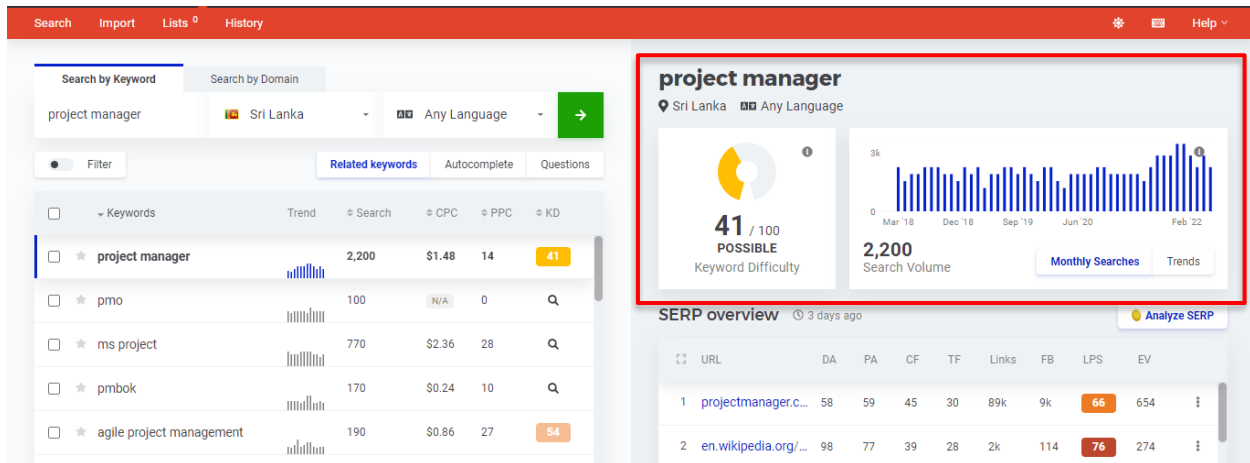 Search Import Lists 0 History Help
Search by Keyword Search by Domain
project manager Sri Lanka Any Language
Filter Related keywords Autocomplete Questions
Keywords Trend Search CPC PPC KD
project manager 2,200 $1.48 14 41
pmo 100 N/A 0
ms project 770 $2.36 28
pmbok 170 $0.24 10
agile project management 190 $0.86 27 54
project manager
Sri Lanka Any Language
41 / 100
POSSIBLE
Keyword Difficulty
3k
0
Mar '18 Dec '18 Sep '19 Jun '20 Feb '22
2,200
Search Volume
Monthly Searches Trends
SERP overview 3 days ago Analyze SERP
URL DA PA CF TF Links FB LPS EV
1 projectmanager.c... 58 59 45 30 89k 9k 66 654
2 en.wikipedia.org/... 98 77 39 28 2k 114 76 274